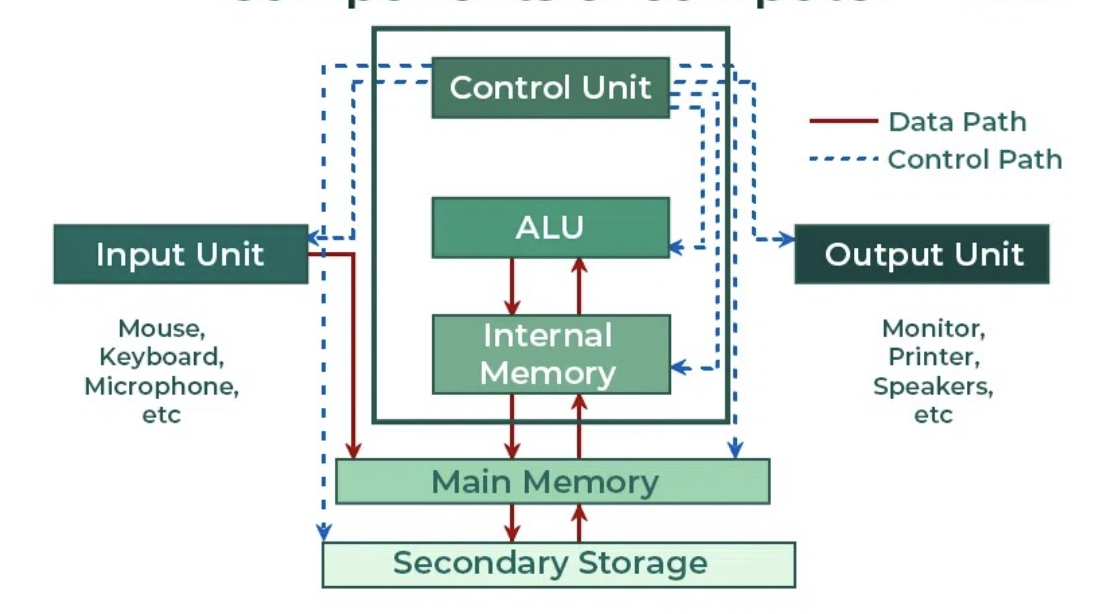 Control Unit
Data Path
Control Path
ALU
Input Unit
Output Unit
Mouse,
Keyboard,
Microphone,
etc
Internal
Memory
Monitor,
Printer,
Speakers,
etc
Main Memory
Secondary Storage